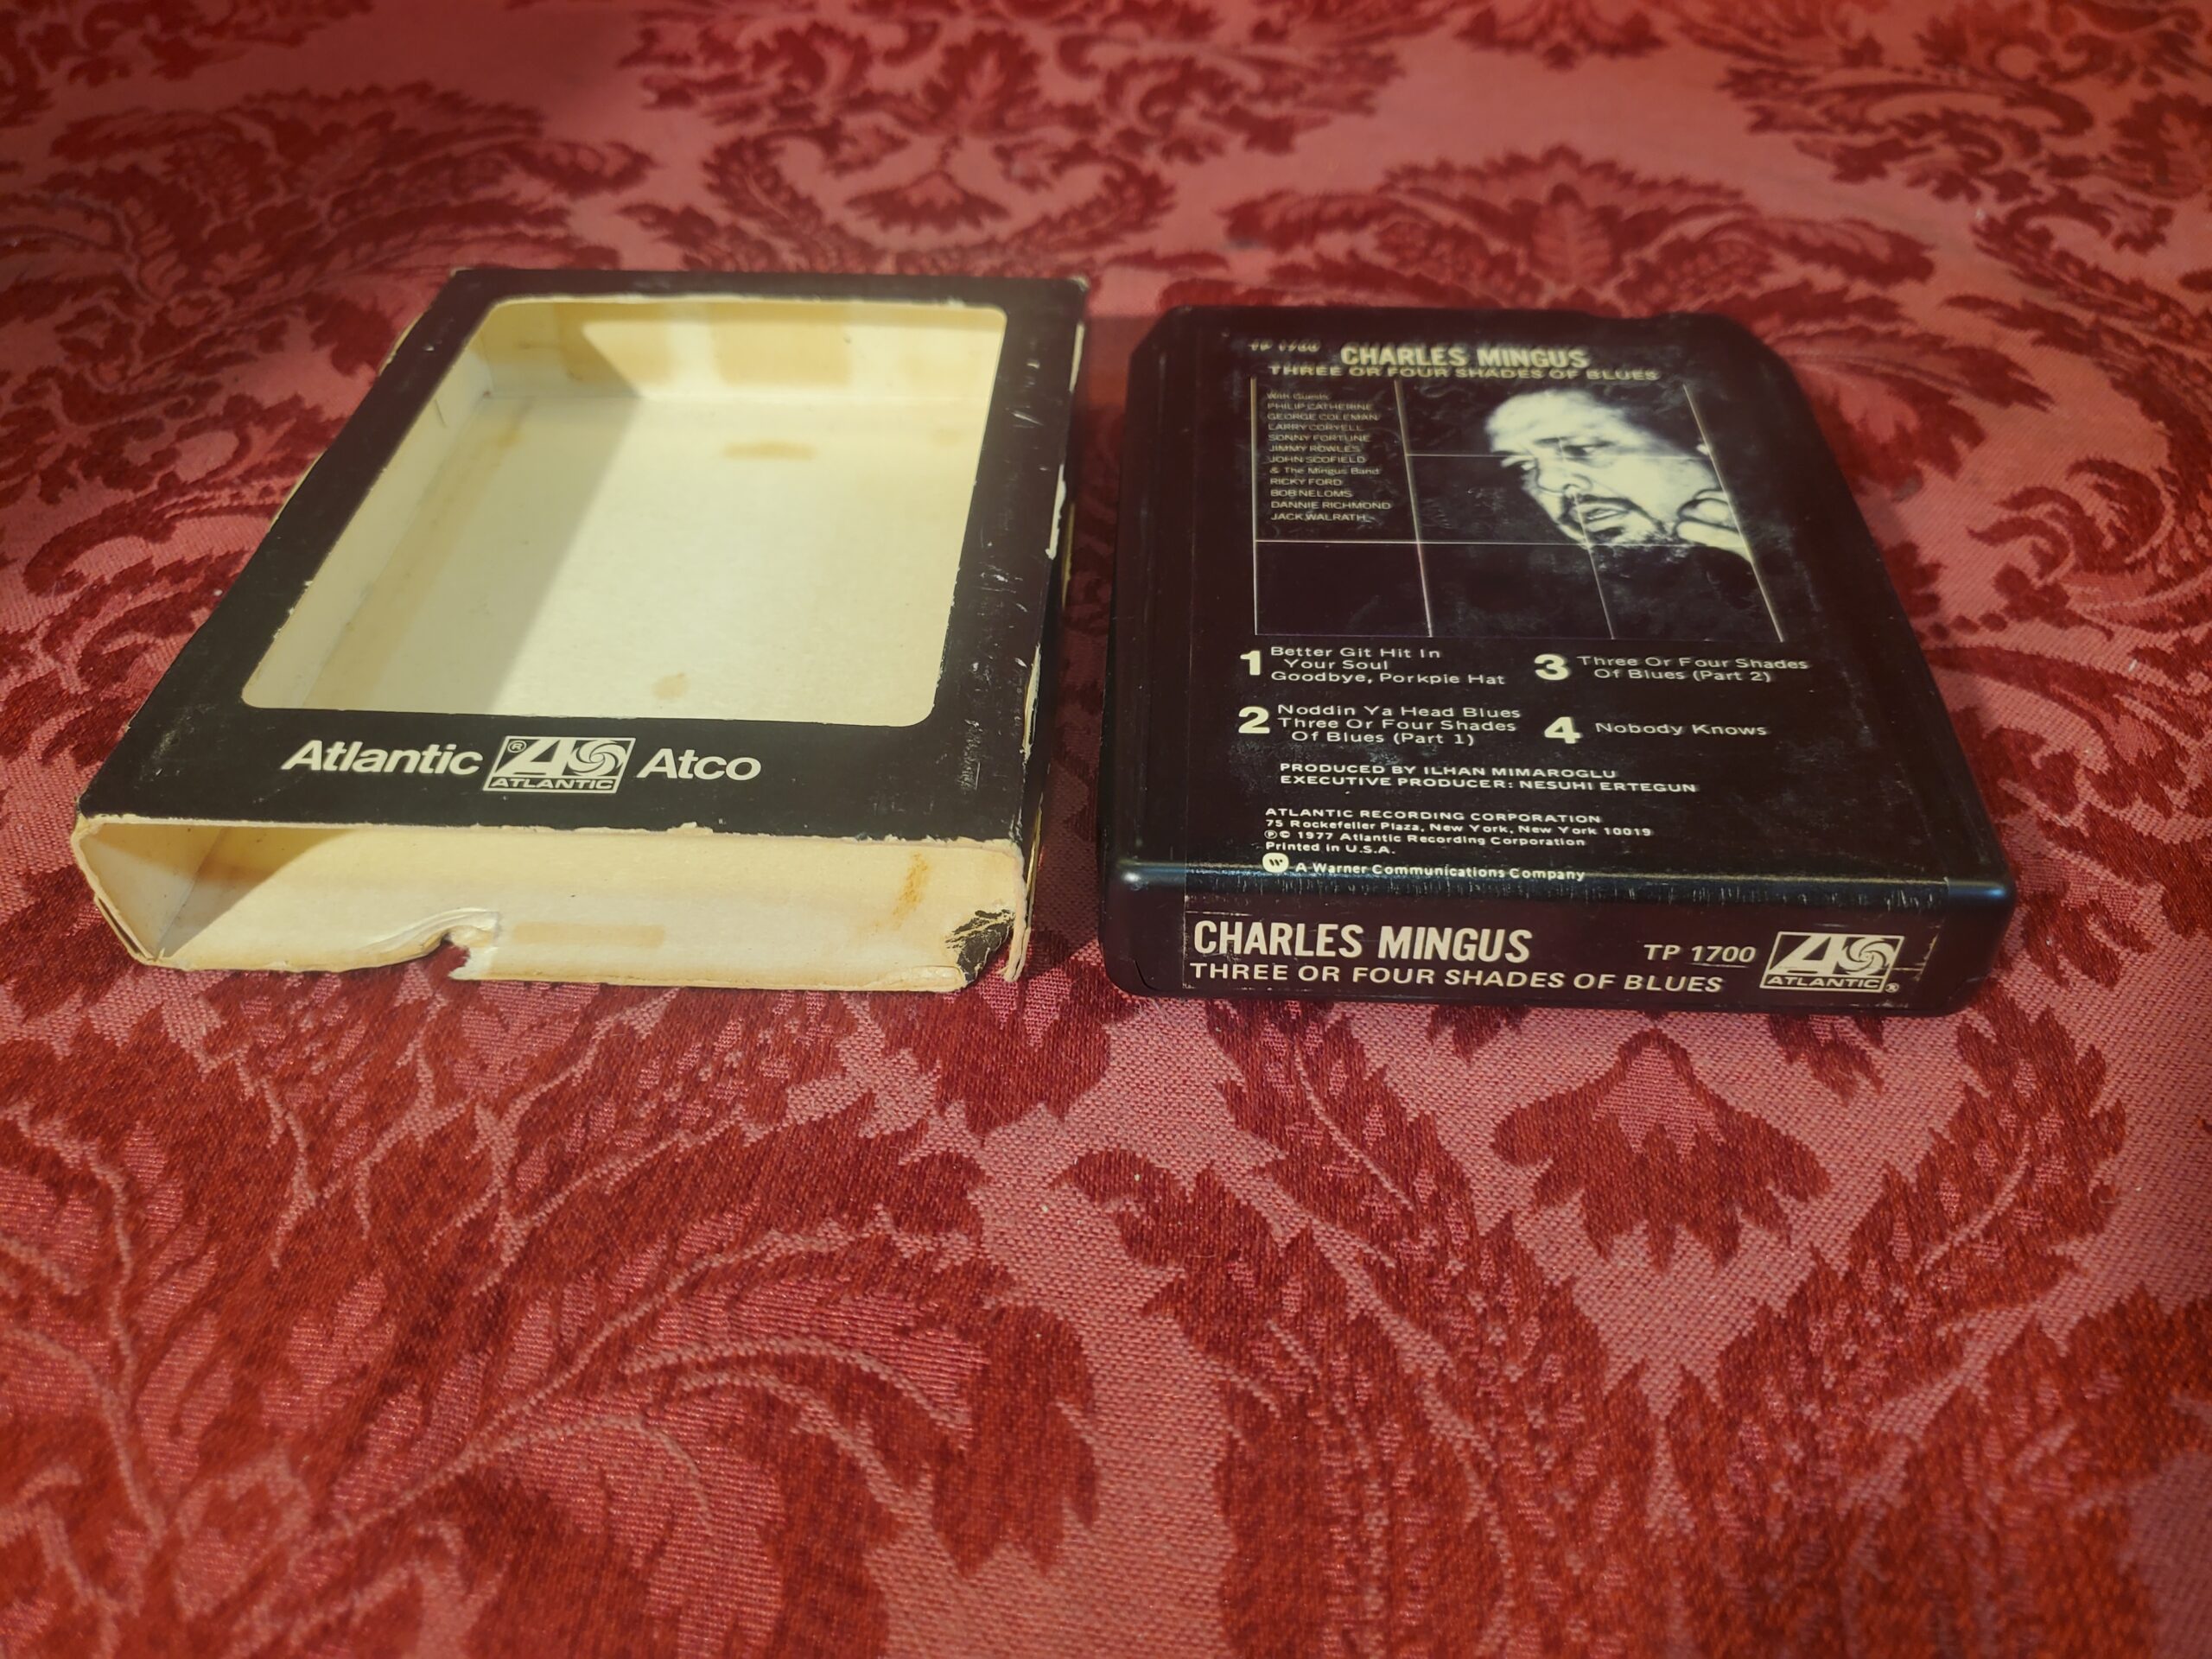 Atlantic ® ATLANTIC Atco
TP 1700 CHARLES MINGUS
THREE OR FOUR SHADES OF BLUES
With Guests
PHILIP CATHERINE
GEORGE COLEMAN
LARRY CORYELL
SONNY FORTUNE
JIMMY ROWLES
JOHN SCOFIELD
& The Mingus Band
RICKY FORD
BOB NELOMS
DANNIE RICHMOND
JACK WALRATH
1 Better Git Hit In
Your Soul
Goodbye, Porkpie Hat
2 Noddin Ya Head Blues
Three Or Four Shades
Of Blues (Part 1)
3 Three Or Four Shades
Of Blues (Part 2)
4 Nobody Knows
PRODUCED BY ILHAN MIMAROGLU
EXECUTIVE PRODUCER: NESUHI ERTEGUN
ATLANTIC RECORDING CORPORATION
75 Rockefeller Plaza, New York, New York 10019
℗© 1977 Atlantic Recording Corporation
Printed in U.S.A.
A Warner Communications Company
CHARLES MINGUS
THREE OR FOUR SHADES OF BLUES
TP 1700
ATLANTIC®